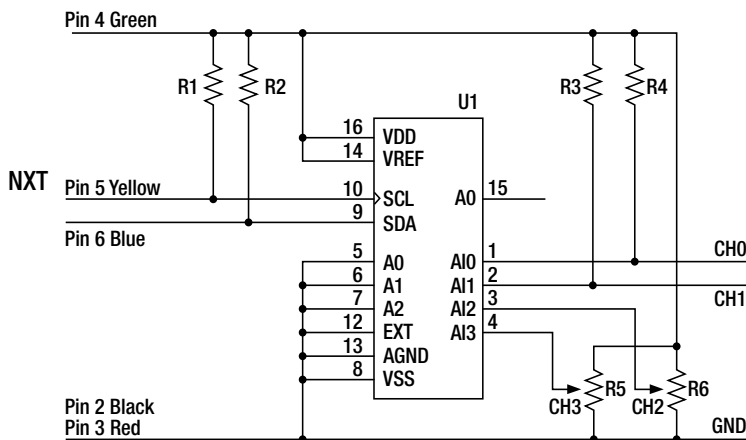 Pin 4 Green
R1
R2
R3
R4
U1
16
VDD
14
VREF
NXT
Pin 5 Yellow
10
SCL
A0
15
9
SDA
Pin 6 Blue
5
A0
AI0
1
CH0
6
A1
AI1
2
CH1
7
A2
AI2
3
12
EXT
AI3
4
13
AGND
8
VSS
R5
R6
CH3
CH2
Pin 2 Black
Pin 3 Red
GND